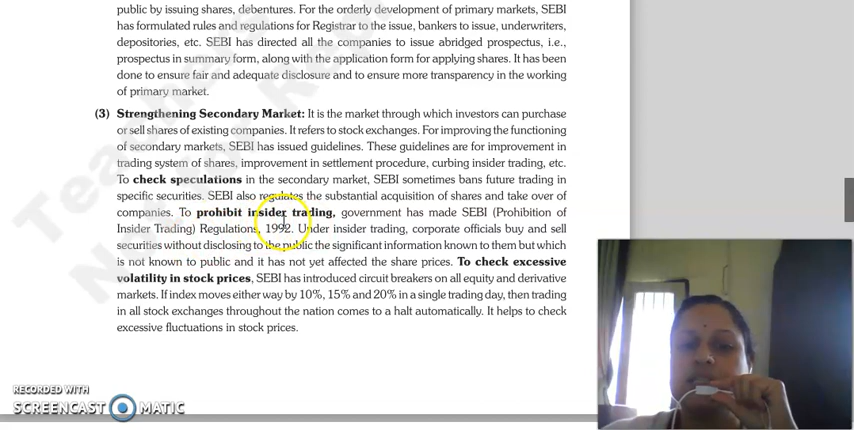 public by issuing shares, debentures. For the orderly development of primary markets, SEBI
has formulated rules and regulations for Registrar to the issue, bankers to issue, underwriters,
depositories, etc. SEBI has directed all the companies to issue abridged prospectus, i.e.,
prospectus in summary form, along with the application form for applying shares. It has been
done to ensure fair and adequate disclosure and to ensure more transparency in the working
of primary market.
(3) Strengthening Secondary Market: It is the market through which investors can purchase
or sell shares of existing companies. It refers to stock exchanges. For improving the functioning
of secondary markets, SEBI has issued guidelines. These guidelines are for improvement in
trading system of shares, improvement in settlement procedure, curbing insider trading, etc.
To check speculations in the secondary market, SEBI sometimes bans future trading in
specific securities. SEBI also regulates the substantial acquisition of shares and take over of
companies. To prohibit insider trading, government has made SEBI (Prohibition of
Insider Trading) Regulations, 1992. Under insider trading, corporate officials buy and sell
securities without disclosing to the public the significant information known to them but which
is not known to public and it has not yet affected the share prices. To check excessive
volatility in stock prices, SEBI has introduced circuit breakers on all equity and derivative
markets. If index moves either way by 10%, 15% and 20% in a single trading day, then trading
in all stock exchanges throughout the nation comes to a halt automatically. It helps to check
excessive fluctuations in stock prices.
RECORDED WITH
SCREENCAST MATIC